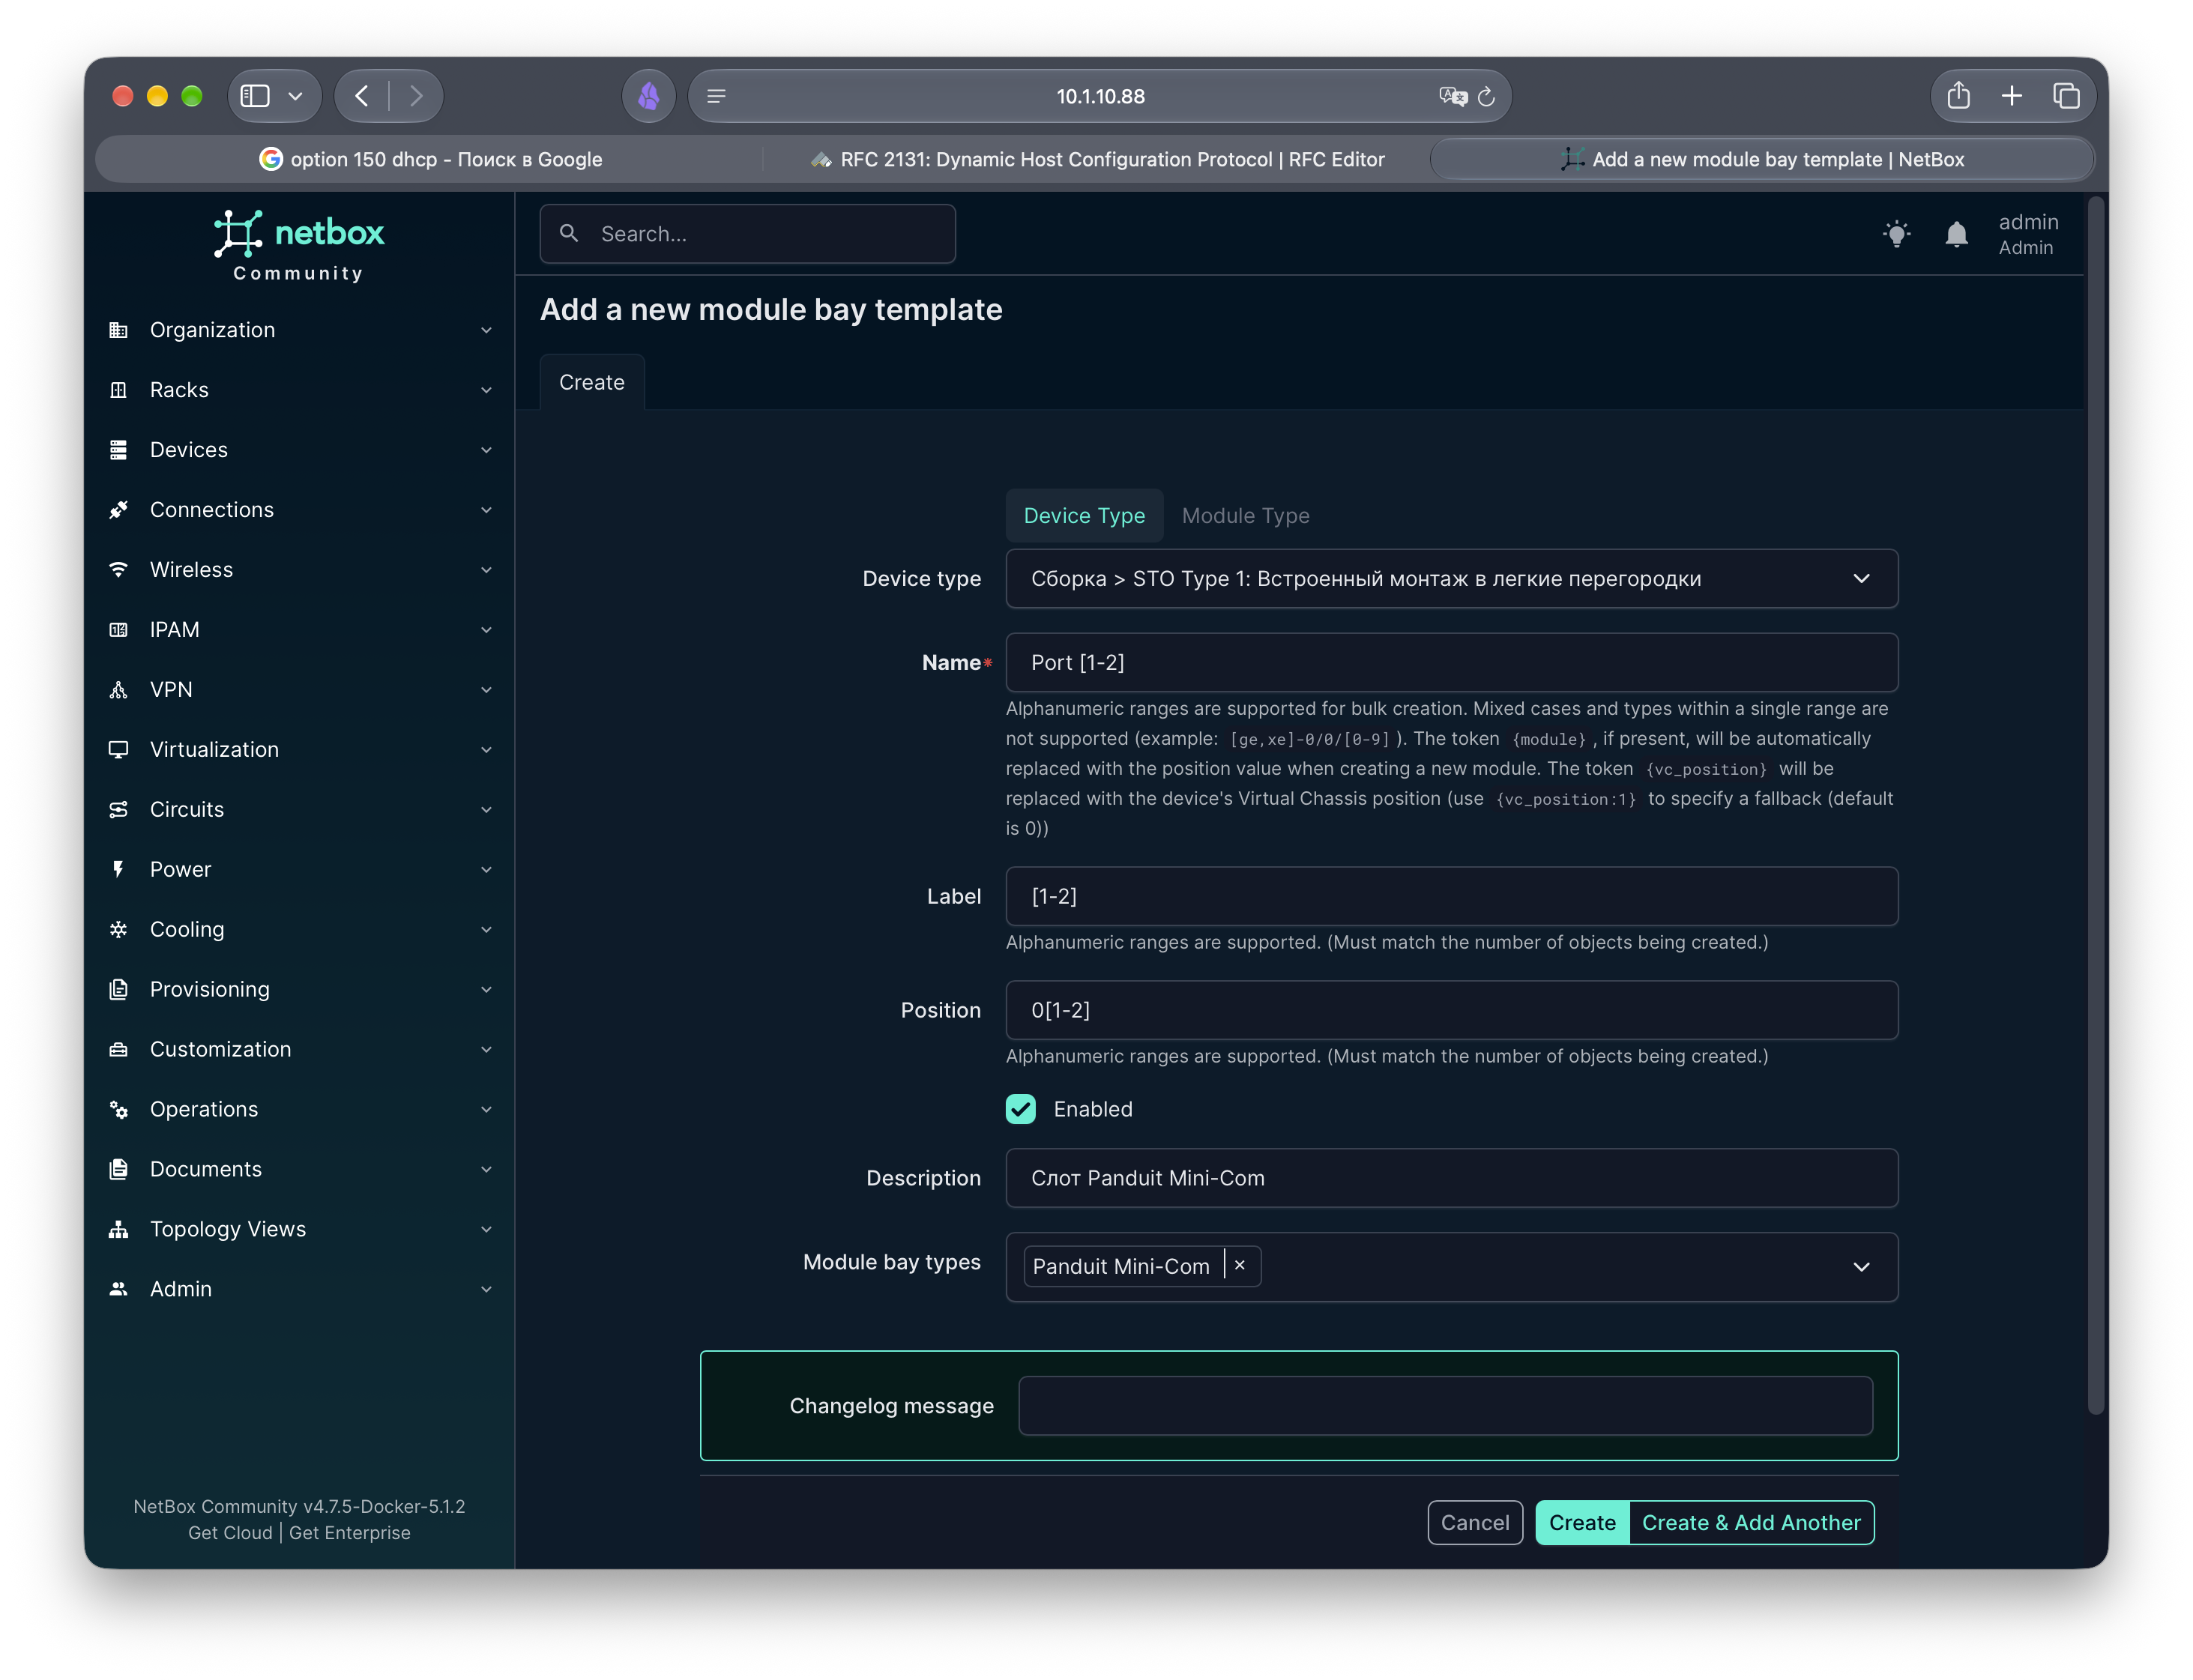 10.1.10.88
option 150 dhcp - Поиск в Google
RFC 2131: Dynamic Host Configuration Protocol | RFC Editor
Add a new module bay template | NetBox
netbox
Community
Search...
admin
Admin
Organization
Racks
Devices
Connections
Wireless
IPAM
VPN
Virtualization
Circuits
Power
Cooling
Provisioning
Customization
Operations
Documents
Topology Views
Admin
NetBox Community v4.7.5-Docker-5.1.2
Get Cloud | Get Enterprise
Add a new module bay template
Create
Device Type Module Type
Device type Сборка > STO Type 1: Встроенный монтаж в легкие перегородки
Name* Port [1-2]
Alphanumeric ranges are supported for bulk creation. Mixed cases and types within a single range are
not supported (example: [ge,xe]-0/0/[0-9] ). The token {module} , if present, will be automatically
replaced with the position value when creating a new module. The token {vc_position} will be
replaced with the device's Virtual Chassis position (use {vc_position:1} to specify a fallback (default
is 0))
Label [1-2]
Alphanumeric ranges are supported. (Must match the number of objects being created.)
Position 0[1-2]
Alphanumeric ranges are supported. (Must match the number of objects being created.)
Enabled
Description Слот Panduit Mini-Com
Module bay types Panduit Mini-Com ×
Changelog message
Cancel Create Create & Add Another